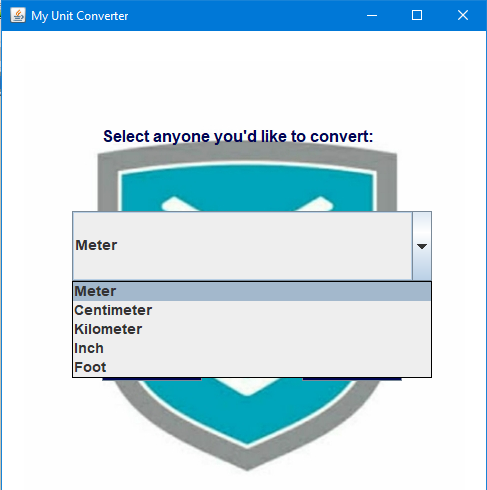 My Unit Converter
Select anyone you'd like to convert:
Meter
Meter
Centimeter
Kilometer
Inch
Foot